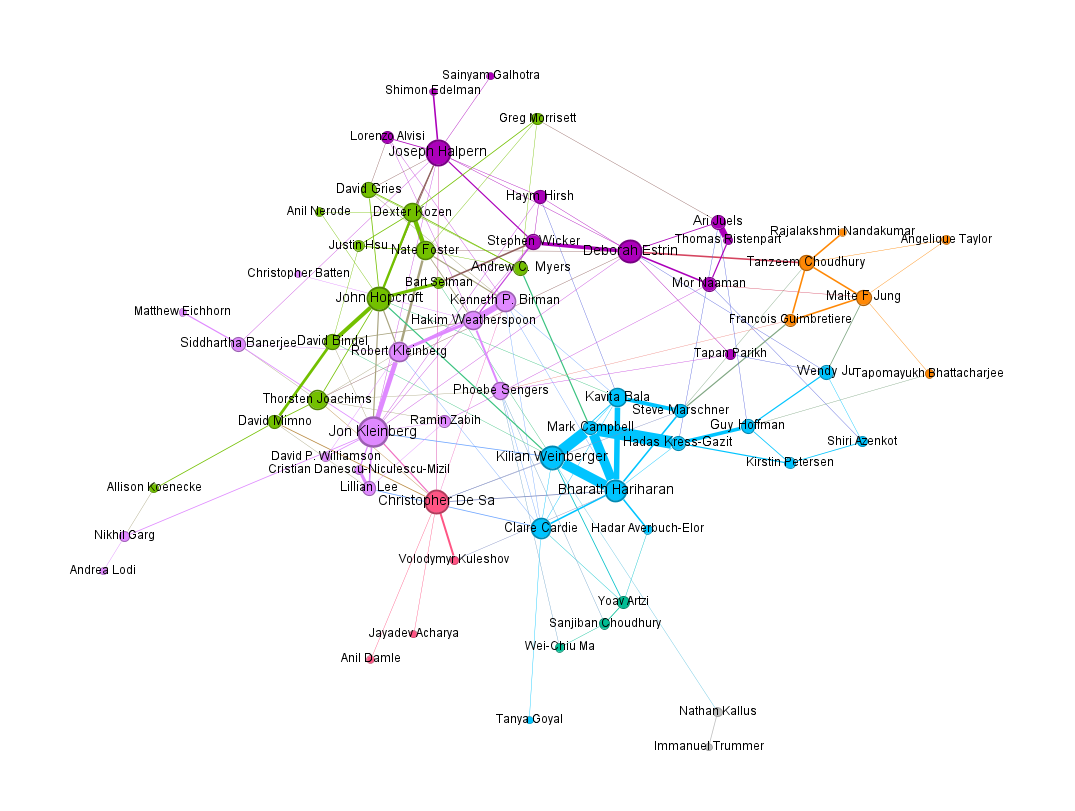 Sainyam Galhotra
Shimon Edelman
Greg Morrisett
Lorenzo Alvisi
Joseph Halpern
David Gries
Haym Hirsh
Anil Nerode
Dexter Kozen
Ari Juels
Rajalakshmi Nandakumar
Justin Hsu
Nate Foster
Stephen Wicker
Deborah Estrin
Thomas Ristenpart
Angelique Taylor
Tanzeem Choudhury
Christopher Batten
Bart Selman
Andrew C. Myers
Mor Naaman
John Hopcroft
Kenneth P. Birman
Malte F. Jung
Matthew Eichhorn
Hakim Weatherspoon
Francois Guimbretiere
Siddhartha Banerjee
David Bindel
Robert Kleinberg
Tapan Parikh
Wendy Ju
Tapomayukh Bhattacharjee
Phoebe Sengers
Kavita Bala
Thorsten Joachims
Steve Marschner
David Mimno
Ramin Zabih
Mark Campbell
Guy Hoffman
Jon Kleinberg
Hadas Kress-Gazit
Shiri Azenkot
David P. Williamson
Kilian Weinberger
Kirstin Petersen
Cristian Danescu-Niculescu-Mizil
Allison Koenecke
Lillian Lee
Bharath Hariharan
Christopher De Sa
Nikhil Garg
Claire Cardie
Hadar Averbuch-Elor
Andrea Lodi
Volodymyr Kuleshov
Yoav Artzi
Sanjiban Choudhury
Jayadev Acharya
Wei-Chiu Ma
Anil Damle
Nathan Kallus
Tanya Goyal
Immanuel Trummer